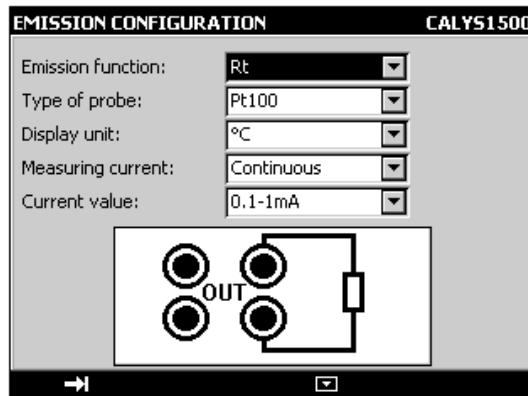 EMISSION CONFIGURATION CALYS1500
Emission function: Rt
Type of probe: Pt100
Display unit: °C
Measuring current: Continuous
Current value: 0.1-1mA
OUT